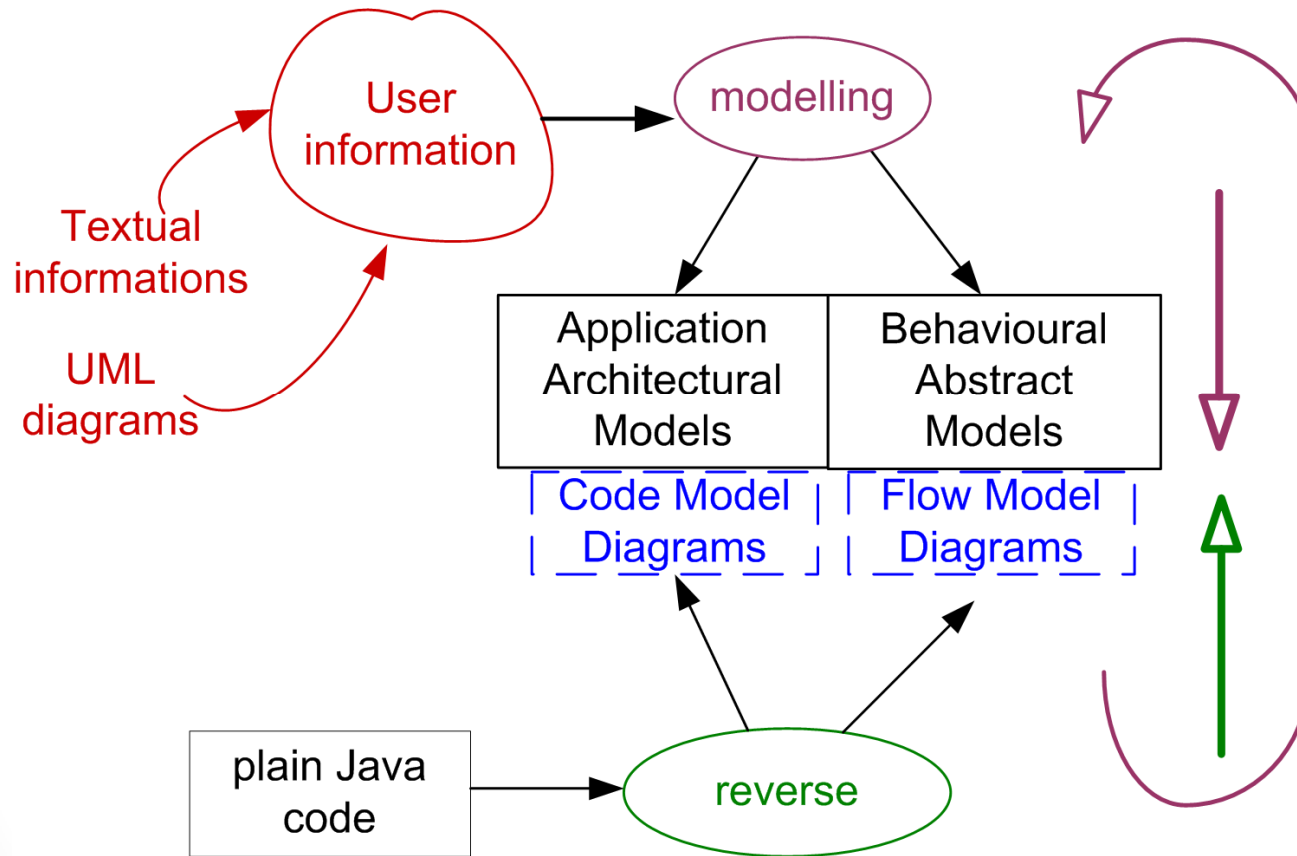 User
information
modelling
Textual
informations
UML
diagrams
Application
Architectural
Models
Behavioural
Abstract
Models
Code Model
Diagrams
Flow Model
Diagrams
plain Java
code
reverse